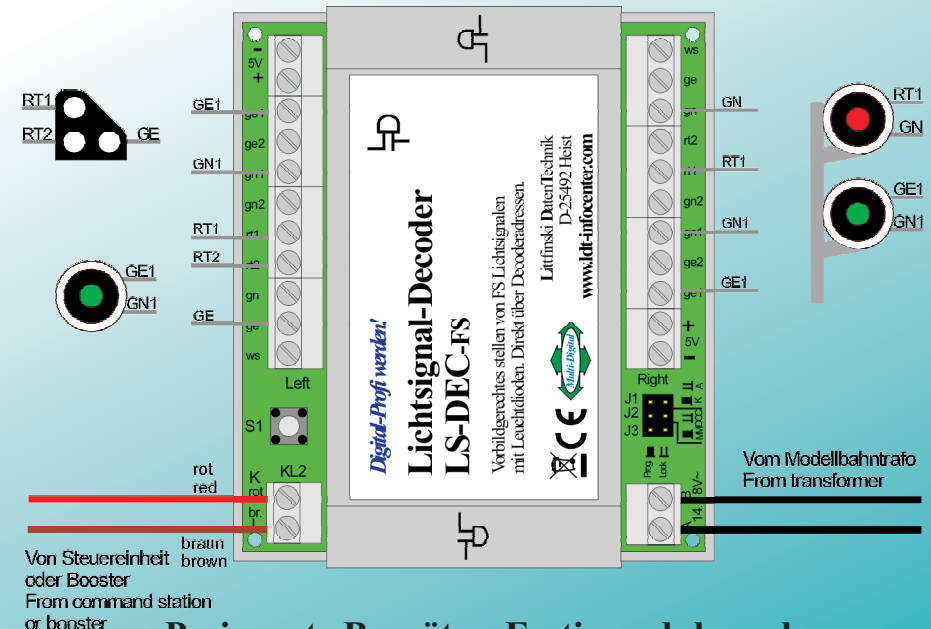 RT1
RT2
GE
GE1
GN1
GE1
GN1
RT1
RT2
GE
-
5V
+
ge1
ge2
gn1
gn2
rt1
rt2
gn
ge
ws
Left
S1
K
rot
br.
KL2
rot
red
braun
brown
Von Steuereinheit
oder Booster
From command station
or booster
Digital-Profi werden!
Lichtsignal-Decoder
LS-DEC-FS
Vorbildgerechtes stellen von FS Lichtsignalen
mit Leuchtdioden. Direkt über Decoderadressen.
Littfinski DatenTechnik
D-25492 Heist
www.ldt-infocenter.com
Multi-Digital
CE
ws
ge
gn
rt2
rt1
gn2
gn1
ge2
ge1
+
5V
-
Right
J1
J2
J3
K A
MM DCC
Prog.
Lock
B
A
14...18V~
GN
RT1
GN1
GE1
RT1
GN
GE1
GN1
Vom Modellbahntrafo
From transformer